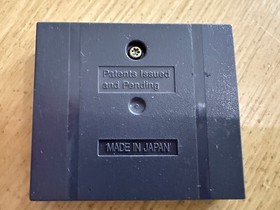 Patents Issued
and Pending
MADE IN JAPAN